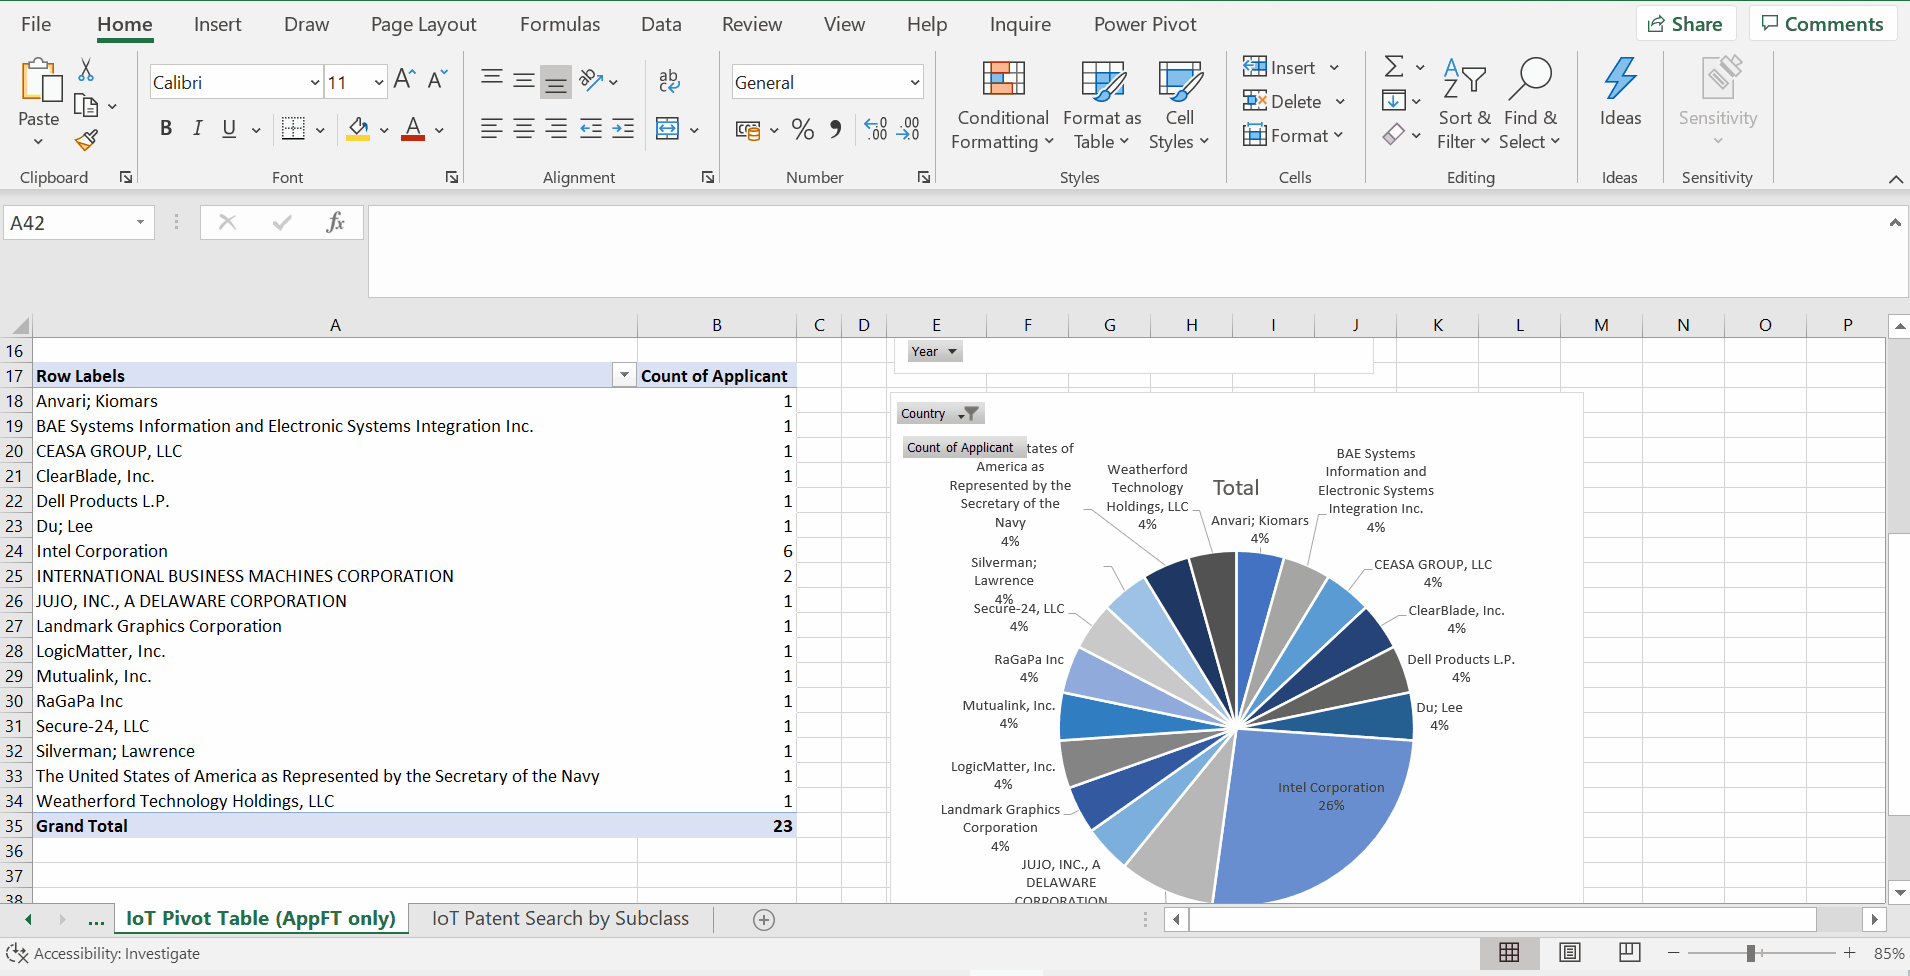 File Home Insert Draw Page Layout Formulas Data Review View Help Inquire Power Pivot Share Comments
Paste
Clipboard
Calibri 11
B I U A
Font
ab
Alignment
General
% .00
Number
Conditional
Formatting
Format as
Table
Cell
Styles
Styles
Insert
Delete
Format
Cells
Sort &
Filter
Find &
Select
Editing
Ideas
Ideas
Sensitivity
Sensitivity
A42 fx
A B C D E F G H I J K L M N O P
16
17 Row Labels Count of Applicant
18 Anvari; Kiomars 1
19 BAE Systems Information and Electronic Systems Integration Inc. 1
20 CEASA GROUP, LLC 1
21 ClearBlade, Inc. 1
22 Dell Products L.P. 1
23 Du; Lee 1
24 Intel Corporation 6
25 INTERNATIONAL BUSINESS MACHINES CORPORATION 2
26 JUJO, INC., A DELAWARE CORPORATION 1
27 Landmark Graphics Corporation 1
28 LogicMatter, Inc. 1
29 Mutualink, Inc. 1
30 RaGaPa Inc 1
31 Secure-24, LLC 1
32 Silverman; Lawrence 1
33 The United States of America as Represented by the Secretary of the Navy 1
34 Weatherford Technology Holdings, LLC 1
35 Grand Total 23
36
37
38
Year
Country
Count of Applicant
tates of
America as
Represented by the
Secretary of the
Navy
4%
Weatherford
Technology
Holdings, LLC
4%
Total
Anvari; Kiomars
4%
BAE Systems
Information and
Electronic Systems
Integration Inc.
4%
CEASA GROUP, LLC
4%
ClearBlade, Inc.
4%
Dell Products L.P.
4%
Du; Lee
4%
Intel Corporation
26%
Silverman;
Lawrence
4%
Secure-24, LLC
4%
RaGaPa Inc
4%
Mutualink, Inc.
4%
LogicMatter, Inc.
4%
Landmark Graphics
Corporation
4%
JUJO, INC., A
DELAWARE
CORPORATION
... IoT Pivot Table (AppFT only) IoT Patent Search by Subclass
Accessibility: Investigate 85%